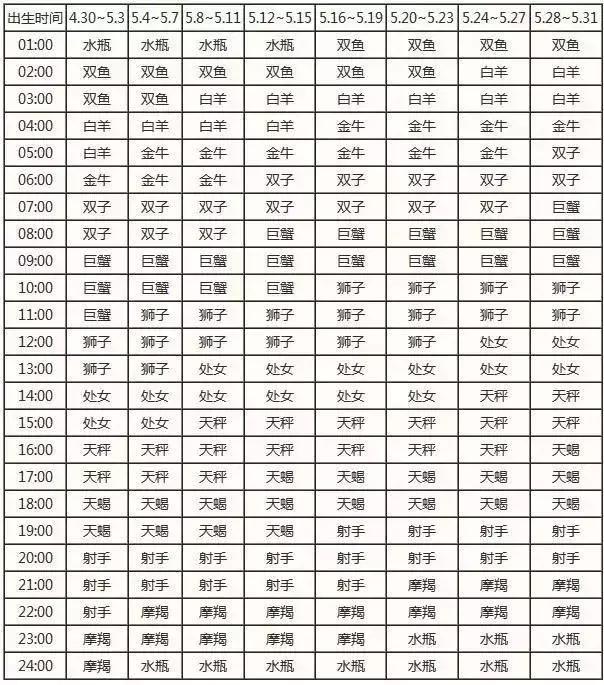 出生时间 4.30~5.3 5.4~5.7 5.8~5.11 5.12~5.15 5.16~5.19 5.20~5.23 5.24~5.27 5.28~5.31
01:00 水瓶 水瓶 水瓶 水瓶 双鱼 双鱼 双鱼 双鱼
02:00 双鱼 双鱼 双鱼 双鱼 双鱼 双鱼 白羊 白羊
03:00 双鱼 双鱼 白羊 白羊 白羊 白羊 白羊 白羊
04:00 白羊 白羊 白羊 白羊 金牛 金牛 金牛 金牛
05:00 白羊 金牛 金牛 金牛 金牛 金牛 金牛 双子
06:00 金牛 金牛 金牛 双子 双子 双子 双子 双子
07:00 双子 双子 双子 双子 双子 双子 双子 巨蟹
08:00 双子 双子 双子 巨蟹 巨蟹 巨蟹 巨蟹 巨蟹
09:00 巨蟹 巨蟹 巨蟹 巨蟹 巨蟹 巨蟹 巨蟹 巨蟹
10:00 巨蟹 巨蟹 巨蟹 巨蟹 狮子 狮子 狮子 狮子
11:00 巨蟹 狮子 狮子 狮子 狮子 狮子 狮子 狮子
12:00 狮子 狮子 狮子 狮子 狮子 狮子 处女 处女
13:00 狮子 狮子 处女 处女 处女 处女 处女 处女
14:00 处女 处女 处女 处女 处女 处女 天秤 天秤
15:00 处女 处女 天秤 天秤 天秤 天秤 天秤 天秤
16:00 天秤 天秤 天秤 天秤 天秤 天秤 天秤 天蝎
17:00 天秤 天秤 天秤 天蝎 天蝎 天蝎 天蝎 天蝎
18:00 天蝎 天蝎 天蝎 天蝎 天蝎 天蝎 天蝎 天蝎
19:00 天蝎 天蝎 天蝎 天蝎 射手 射手 射手 射手
20:00 射手 射手 射手 射手 射手 射手 射手 射手
21:00 射手 射手 射手 射手 射手 摩羯 摩羯 摩羯
22:00 射手 摩羯 摩羯 摩羯 摩羯 摩羯 摩羯 摩羯
23:00 摩羯 摩羯 摩羯 摩羯 摩羯 水瓶 水瓶 水瓶
24:00 摩羯 水瓶 水瓶 水瓶 水瓶 水瓶 水瓶 水瓶